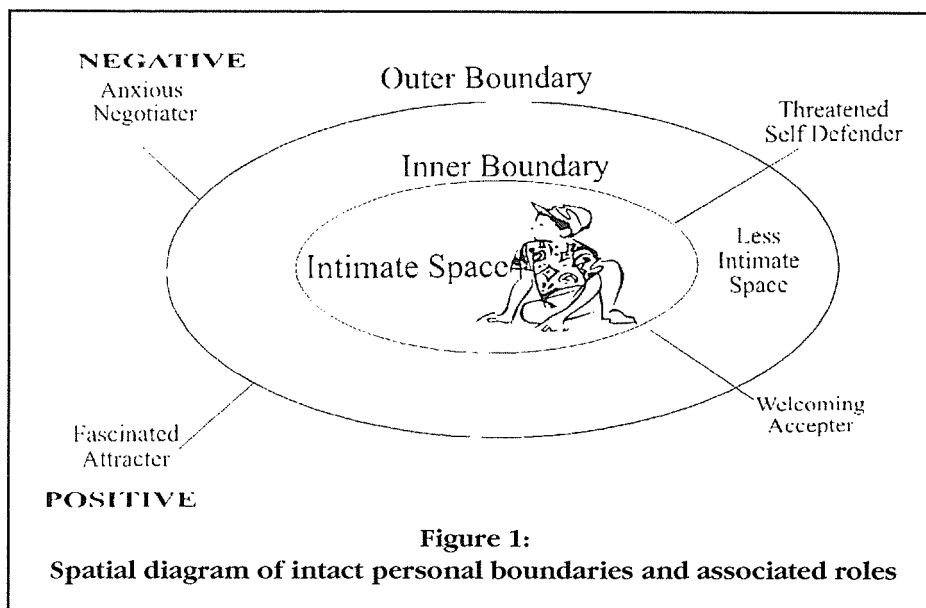 NEGATIVE
Anxious
Negotiater
Outer Boundary
Threatened
Self Defender
Inner Boundary
Intimate Space
Less
Intimate
Space
Fascinated
Attracter
Welcoming
Accepter
POSITIVE
Figure 1:
Spatial diagram of intact personal boundaries and associated roles